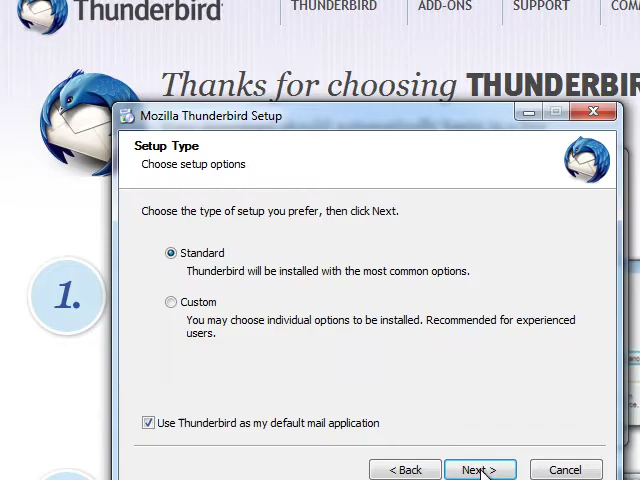 Thunderbird
THUNDERBIRD
ADD-ONS
SUPPORT
Thanks for choosing THUNDERBIR
Mozilla Thunderbird Setup
Setup Type
Choose setup options
Choose the type of setup you prefer, then click Next.
Standard
Thunderbird will be installed with the most common options.
1.
Custom
You may choose individual options to be installed. Recommended for experienced
users.
Use Thunderbird as my default mail application
< Back
Next >
Cancel